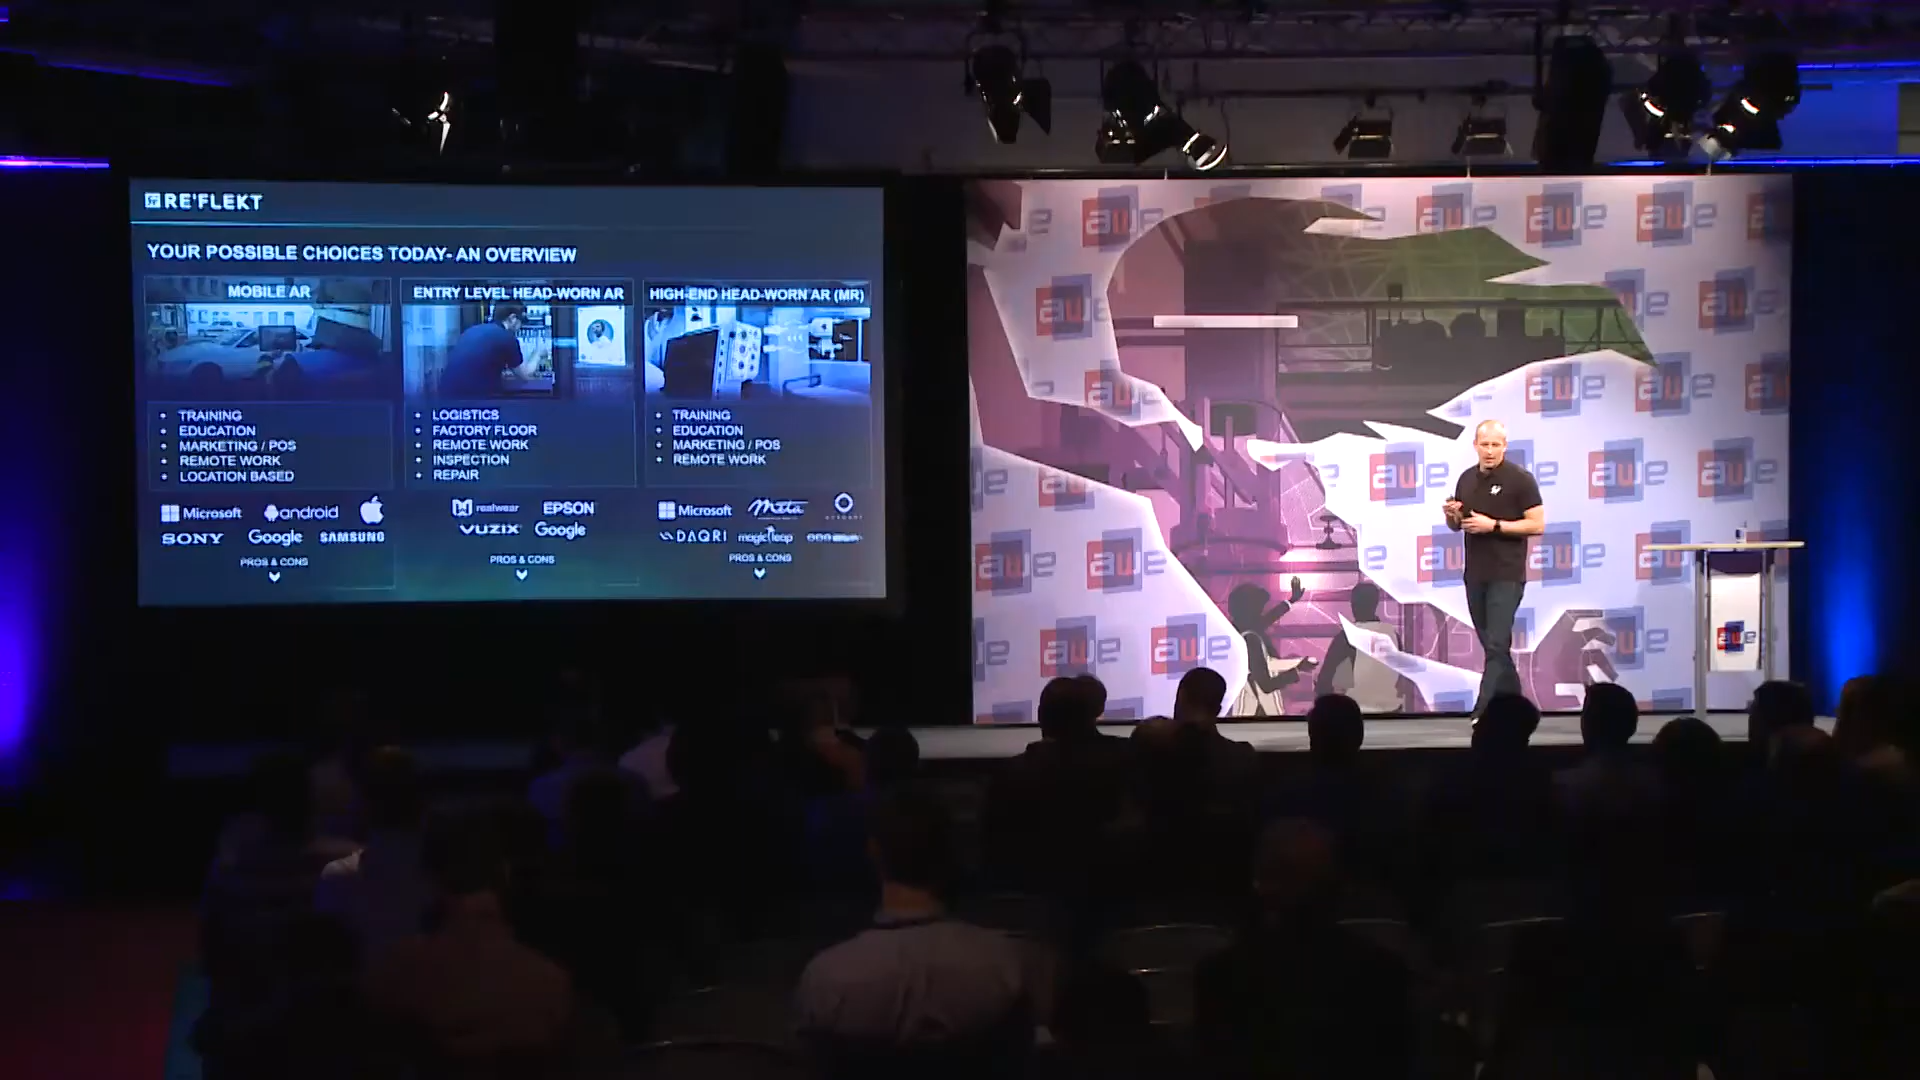 RE'FLEKT
YOUR POSSIBLE CHOICES TODAY- AN OVERVIEW
MOBILE AR
• TRAINING
• EDUCATION
• MARKETING / POS
• REMOTE WORK
• LOCATION BASED
Microsoft android
SONY Google SAMSUNG
PROS & CONS
ENTRY LEVEL HEAD-WORN AR
• LOGISTICS
• FACTORY FLOOR
• REMOTE WORK
• INSPECTION
• REPAIR
realwear EPSON
VUZIX Google
PROS & CONS
HIGH-END HEAD-WORN AR (MR)
• TRAINING
• EDUCATION
• MARKETING / POS
• REMOTE WORK
Microsoft Meta
DAQRI magic leap
PROS & CONS
awe